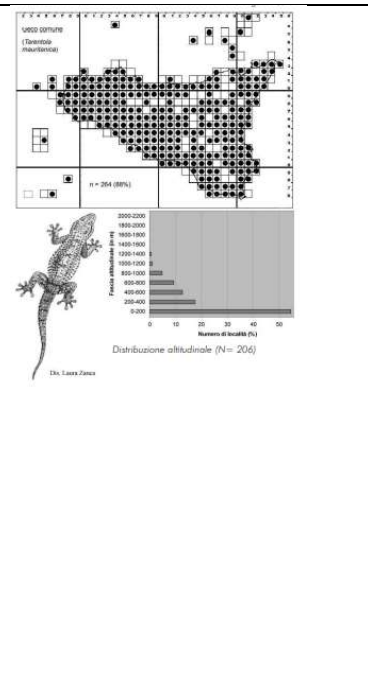 Geco comune
(Tarentola
mauritanica)
n = 264 (88%)
Fascia altitudinale (m)
2000-2200
1800-2000
1600-1800
1400-1600
1200-1400
1000-1200
800-1000
600-800
400-600
200-400
0-200
0 10 20 30 40 50
Numero di località (%)
Distribuzione altitudinale (N= 206)
Dis. Laura Zanca